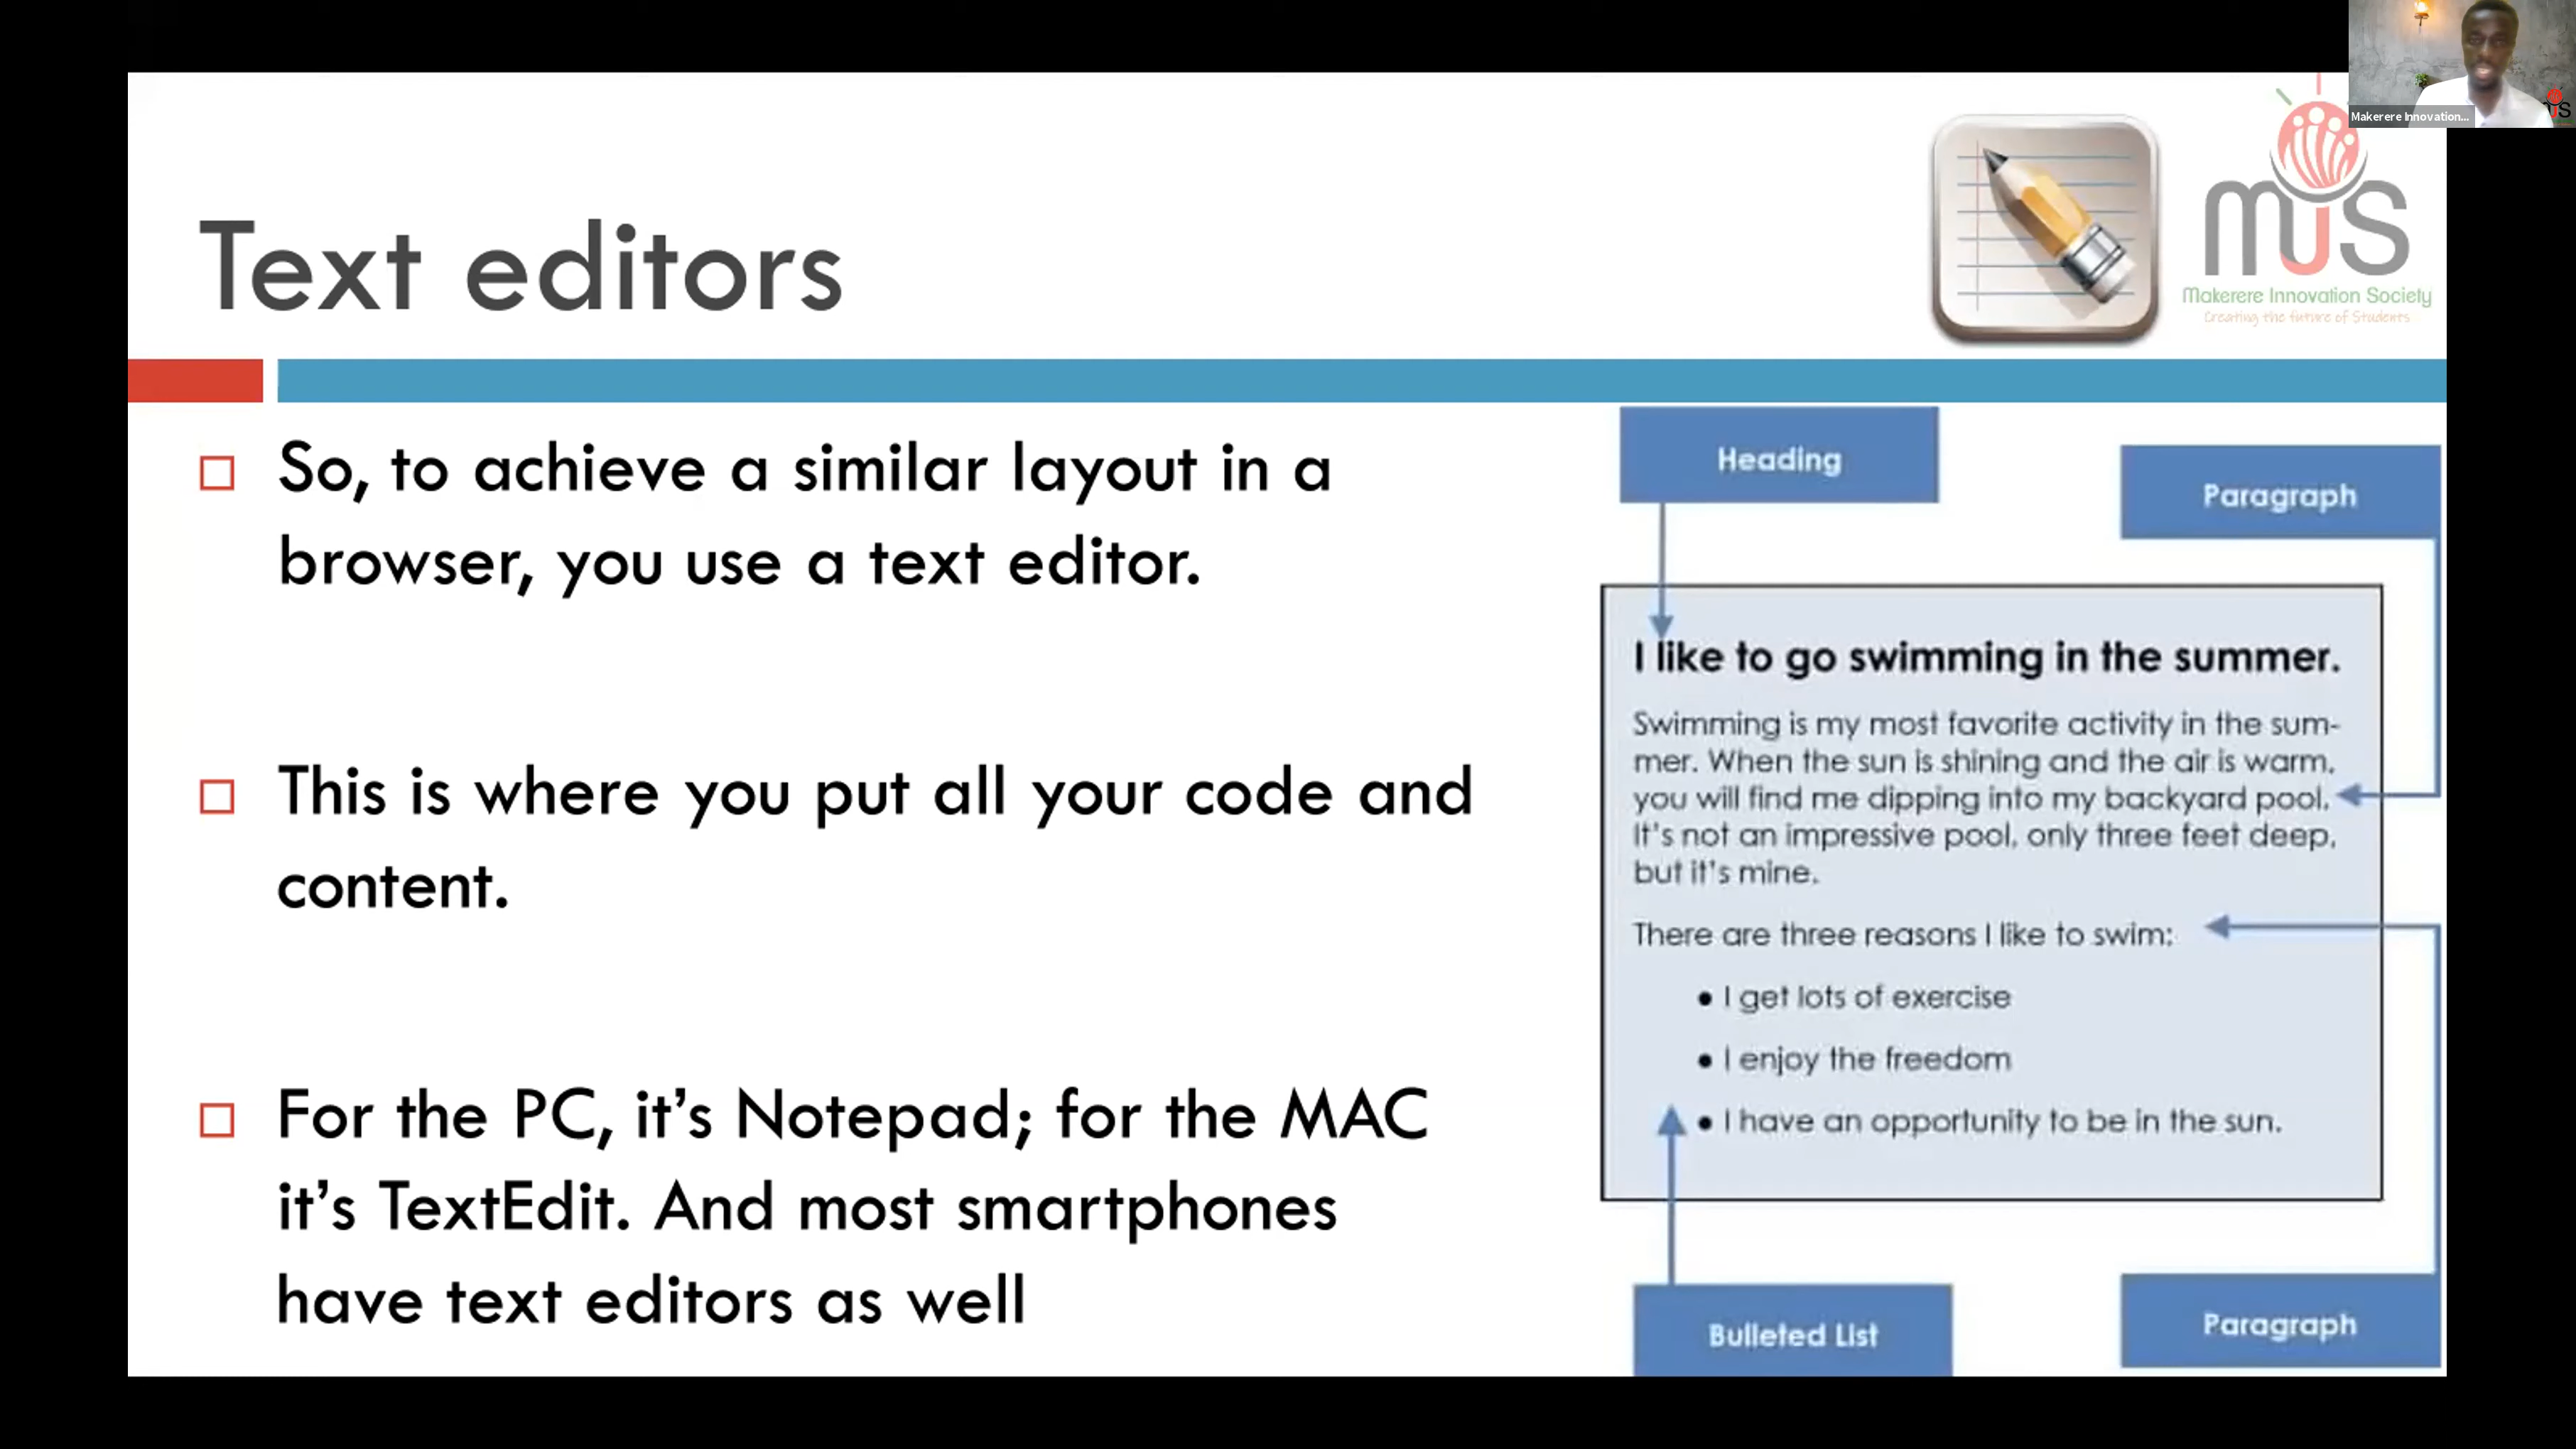 Makerere Innovation...
mis
Makerere Innovation Society
Creating the future of Students
Text editors
So, to achieve a similar layout in a
browser, you use a text editor.
This is where you put all your code and
content.
For the PC, it's Notepad; for the MAC
it's TextEdit. And most smartphones
have text editors as well
Heading
Paragraph
I like to go swimming in the summer.
Swimming is my most favorite activity in the sum-
mer. When the sun is shining and the air is warm,
you will find me dipping into my backyard pool.
It's not an impressive pool, only three feet deep,
but it's mine.
There are three reasons I like to swim:
• I get lots of exercise
• I enjoy the freedom
• I have an opportunity to be in the sun.
Bulleted List
Paragraph